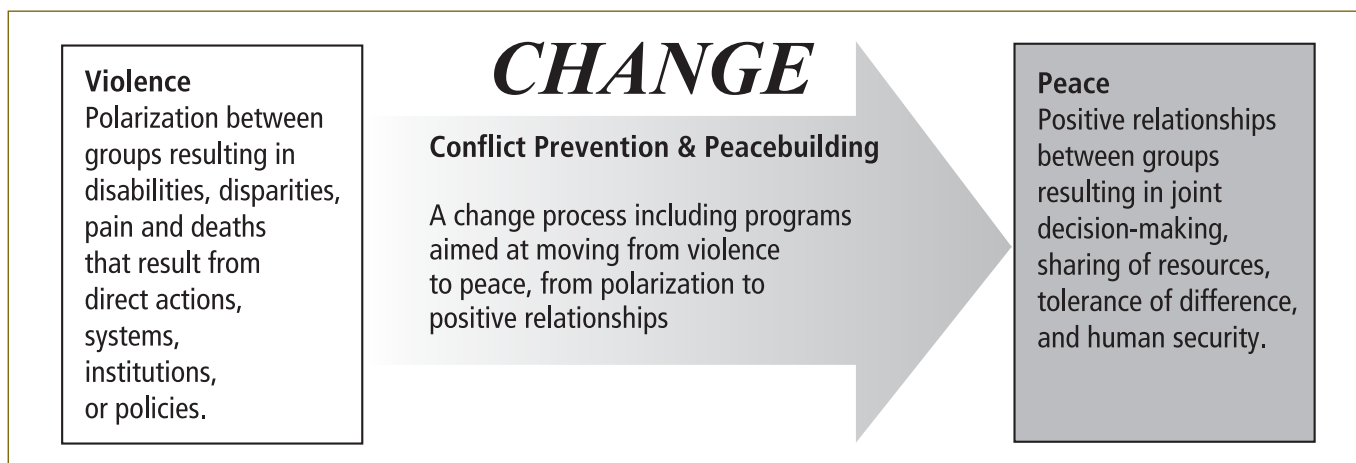 Violence
Polarization between
groups resulting in
disabilities, disparities,
pain and deaths
that result from
direct actions,
systems,
institutions,
or policies.
CHANGE
Conflict Prevention & Peacebuilding
A change process including programs
aimed at moving from violence
to peace, from polarization to
positive relationships
Peace
Positive relationships
between groups
resulting in joint
decision-making,
sharing of resources,
tolerance of difference,
and human security.